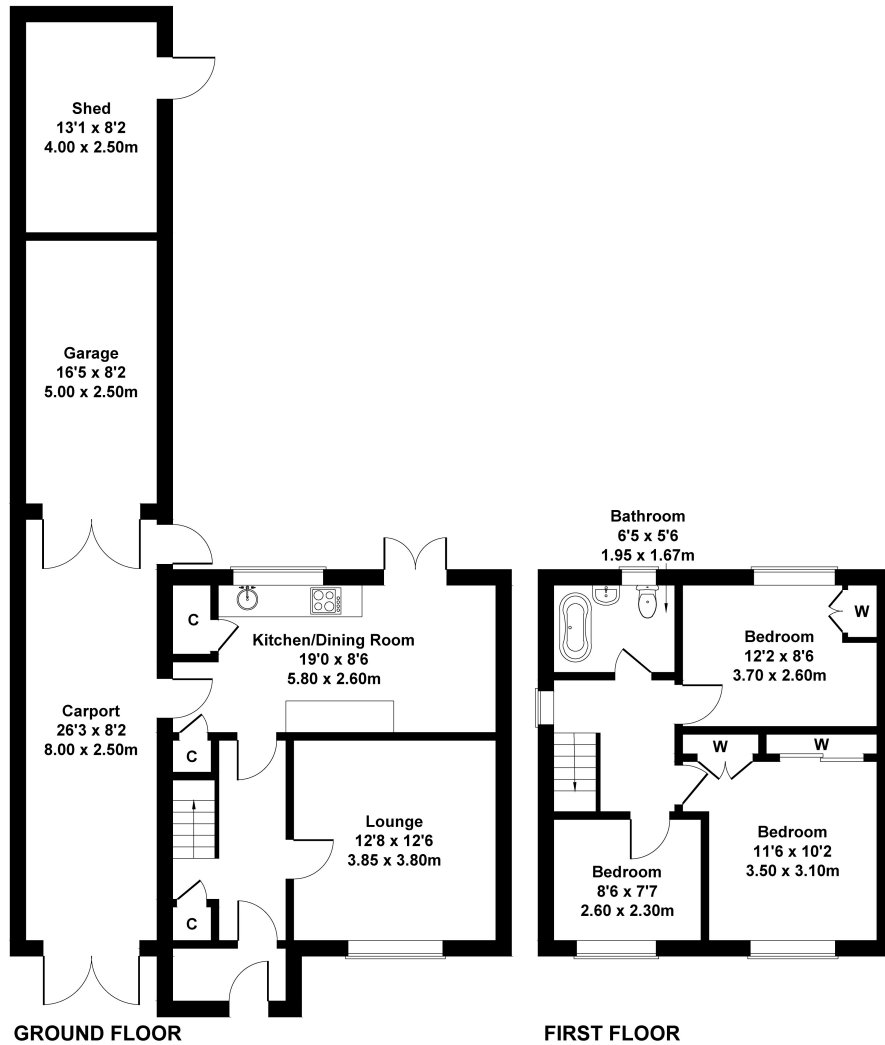 Shed
13'1 x 8'2
4.00 x 2.50m
Garage
16'5 x 8'2
5.00 x 2.50m
Carport
26'3 x 8'2
8.00 x 2.50m
C
Kitchen/Dining Room
19'0 x 8'6
5.80 x 2.60m
C
Lounge
12'8 x 12'6
3.85 x 3.80m
C
GROUND FLOOR
Bathroom
6'5 x 5'6
1.95 x 1.67m
W
Bedroom
12'2 x 8'6
3.70 x 2.60m
W
W
Bedroom
11'6 x 10'2
3.50 x 3.10m
Bedroom
8'6 x 7'7
2.60 x 2.30m
FIRST FLOOR